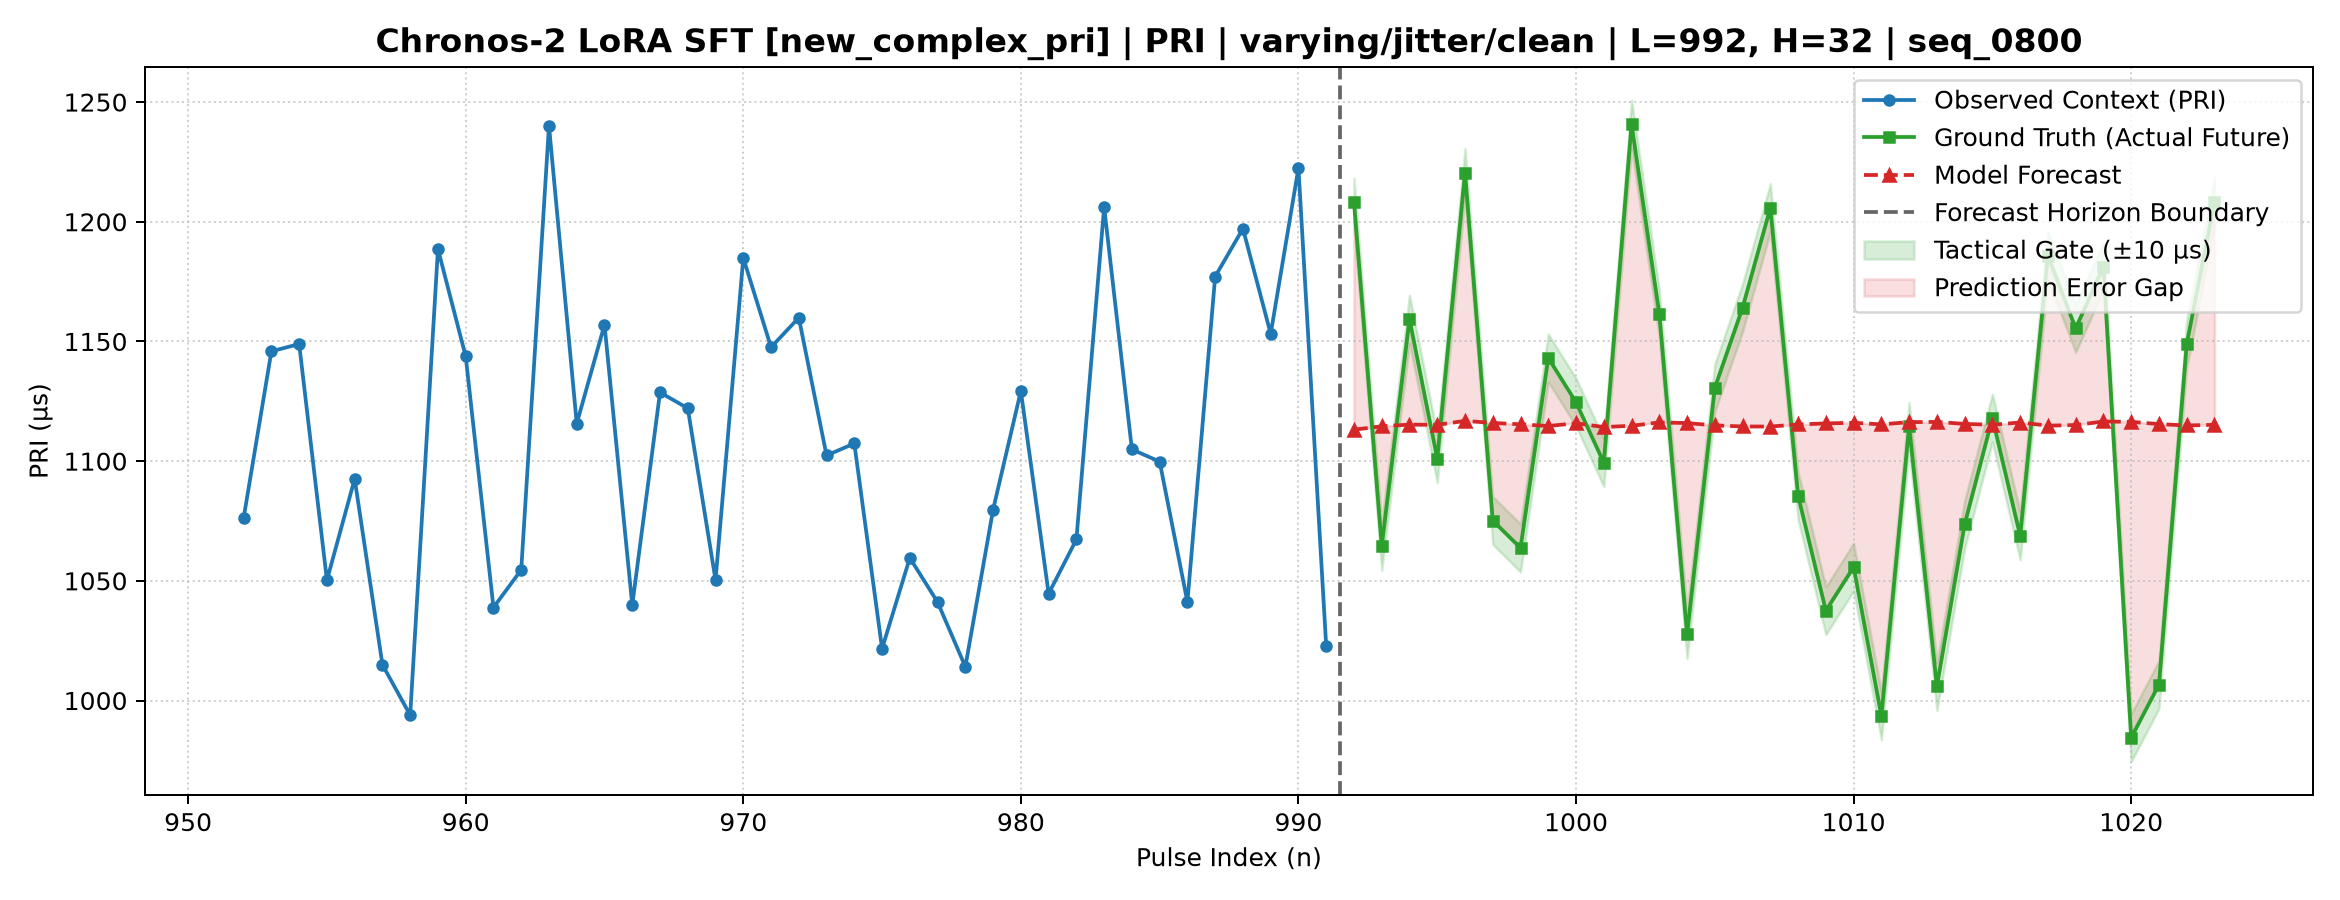 Chronos-2 LoRA SFT [new_complex_pri] | PRI | varying/jitter/clean | L=992, H=32 | seq_0800
Observed Context (PRI)
Ground Truth (Actual Future)
Model Forecast
Forecast Horizon Boundary
Tactical Gate (±10 µs)
Prediction Error Gap
PRI (µs)
1250
1200
1150
1100
1050
1000
950 960 970 980 990 1000 1010 1020
Pulse Index (n)